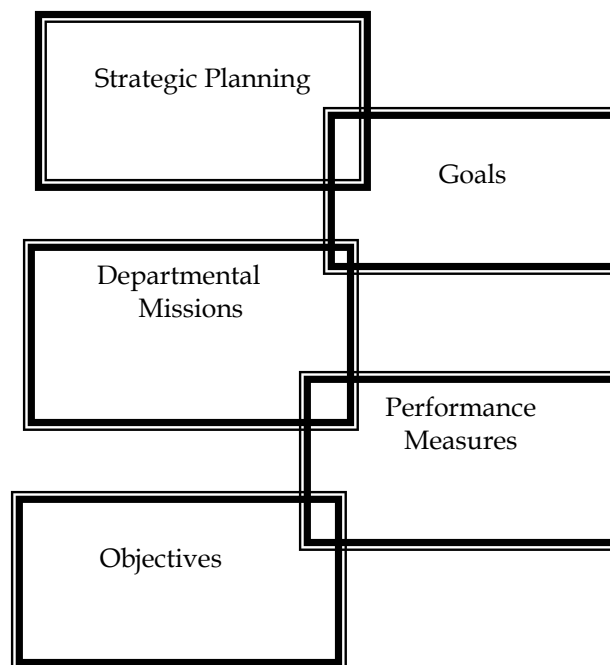 Strategic Planning
Goals
Departmental
Missions
Performance
Measures
Objectives